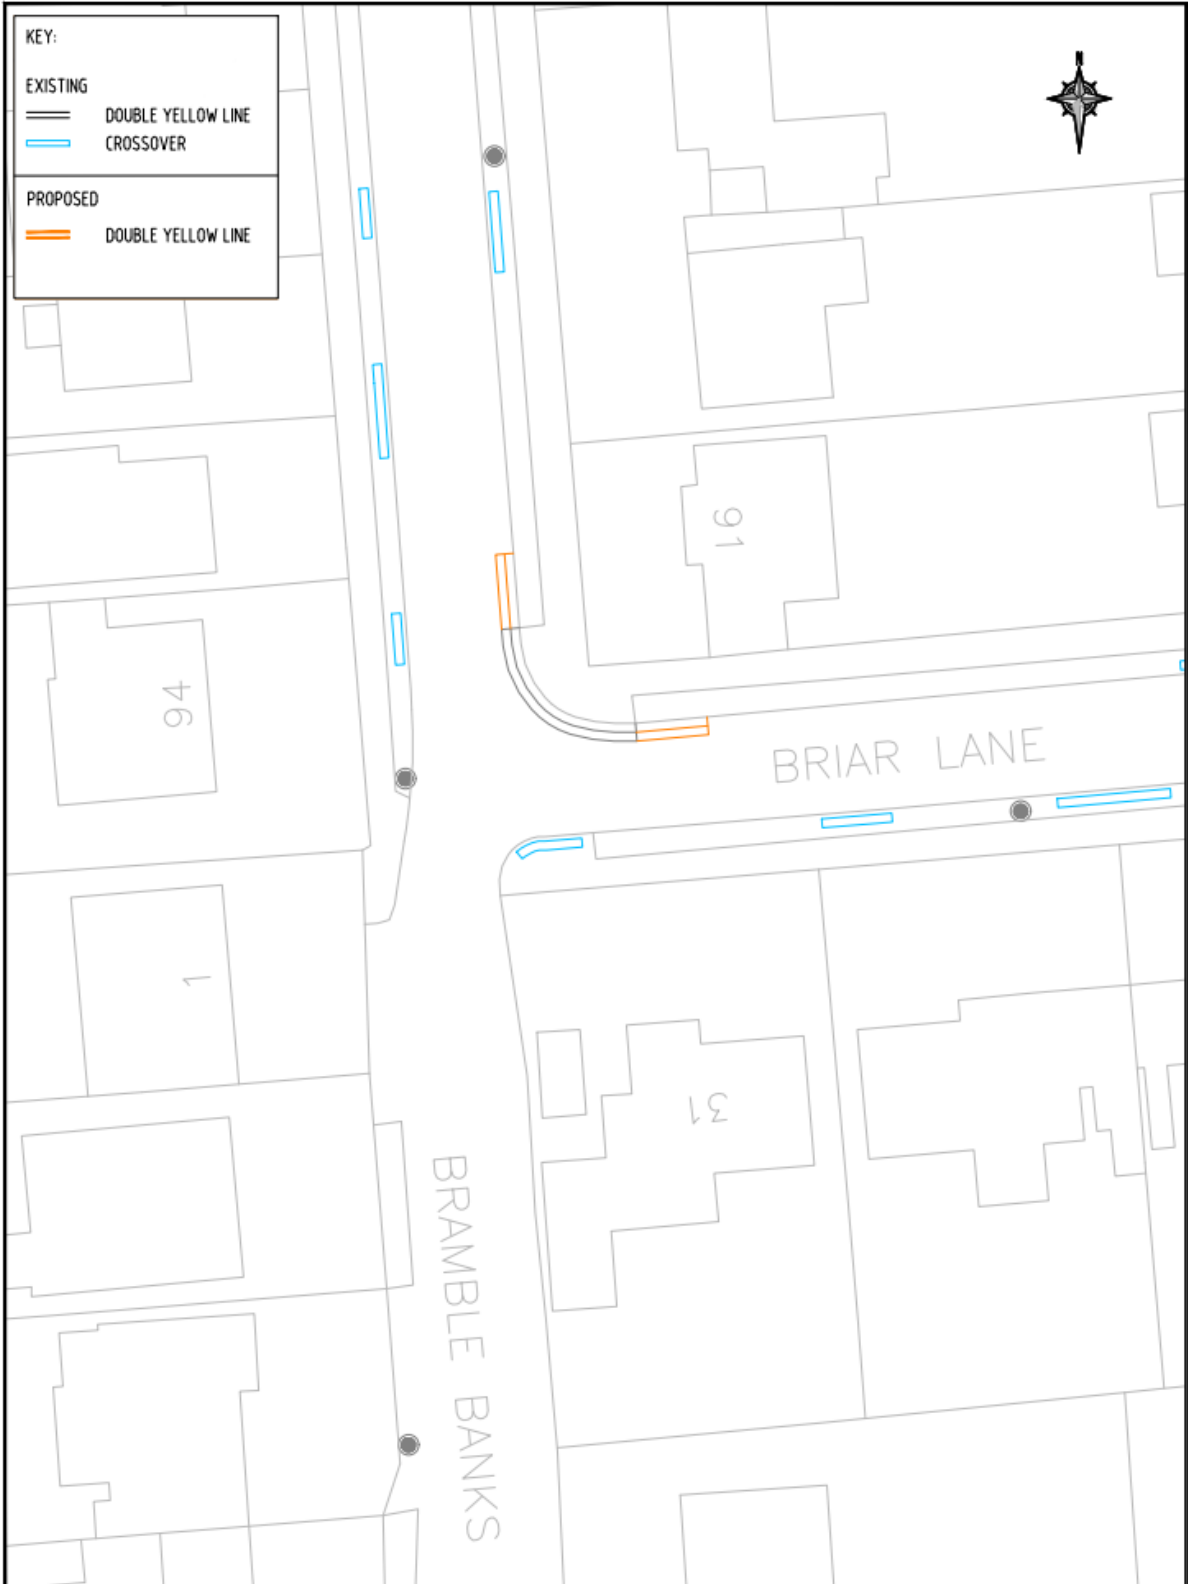 KEY:
EXISTING
DOUBLE YELLOW LINE
CROSSOVER
PROPOSED
DOUBLE YELLOW LINE
N
91
94
BRIAR LANE
1
31
BRAMBLE BANKS